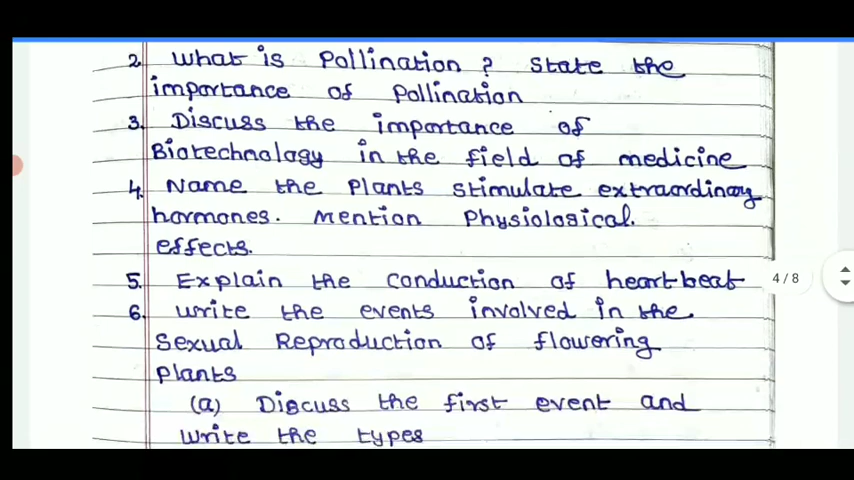 2. What is Pollination? State the
importance of Pollination
3. Discuss the importance of
Biotechnology in the field of medicine
4. Name the Plants stimulate extraordinary
hormones. Mention Physiological
effects.
5. Explain the conduction of heartbeat
4/8
6. write the events involved in the
Sexual Reproduction of flowering
Plants
(a) Discuss the first event and
write the types